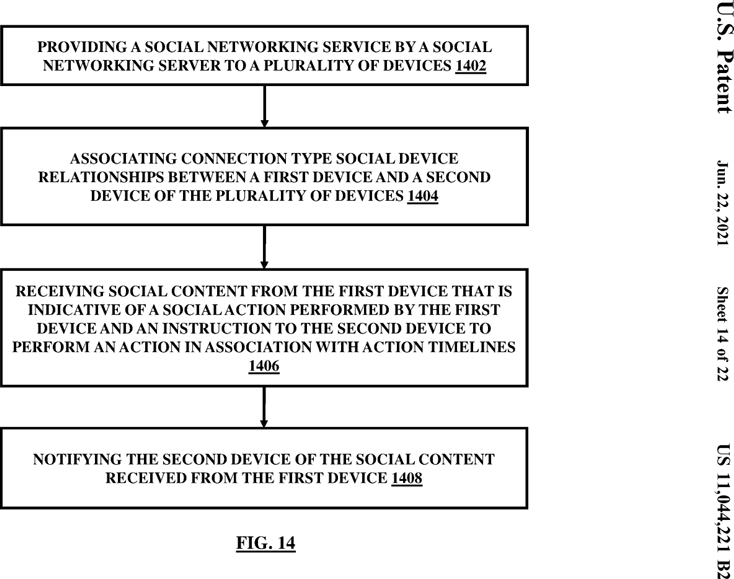 PROVIDING A SOCIAL NETWORKING SERVICE BY A SOCIAL
NETWORKING SERVER TO A PLURALITY OF DEVICES 1402
ASSOCIATING CONNECTION TYPE SOCIAL DEVICE
RELATIONSHIPS BETWEEN A FIRST DEVICE AND A SECOND
DEVICE OF THE PLURALITY OF DEVICES 1404
RECEIVING SOCIAL CONTENT FROM THE FIRST DEVICE THAT IS
INDICATIVE OF A SOCIAL ACTION PERFORMED BY THE FIRST
DEVICE AND AN INSTRUCTION TO THE SECOND DEVICE TO
PERFORM AN ACTION IN ASSOCIATION WITH ACTION TIMELINES
1406
NOTIFYING THE SECOND DEVICE OF THE SOCIAL CONTENT
RECEIVED FROM THE FIRST DEVICE 1408
FIG. 14
U.S. Patent Jun. 22, 2021 Sheet 14 of 22 US 11,044,221 B2